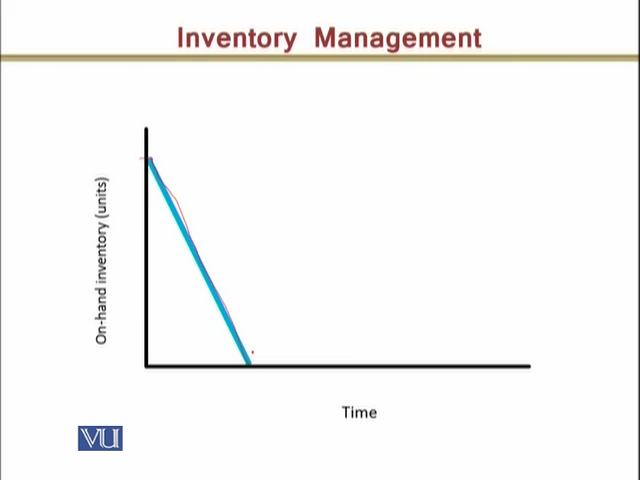 Inventory Management
On-hand inventory (units)
Time
VU